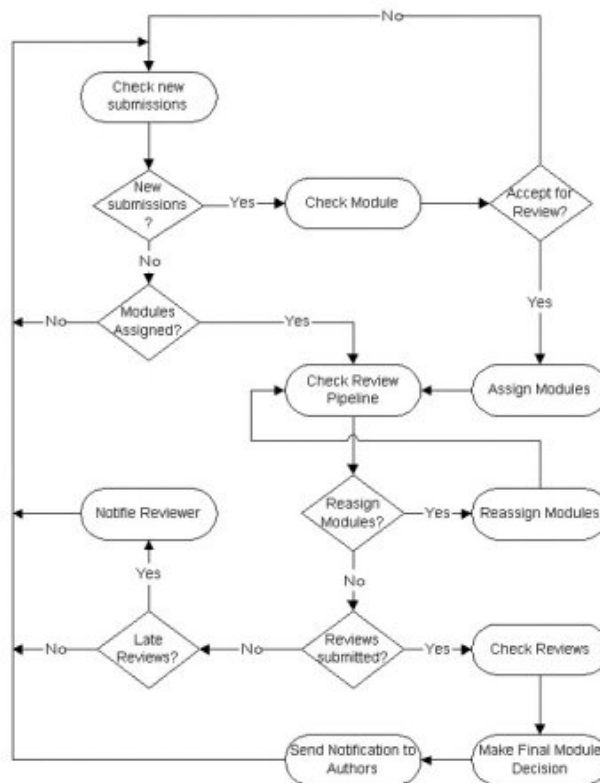 No
Check new
submissions
New
submissions
?
Yes
Check Module
Accept for
Review?
No
Yes
Modules
Assigned?
No
Yes
Check Review
Pipeline
Assign Modules
Notifie Reviewer
Reasign
Modules?
Yes
Reassign Modules
Yes
No
Late
Reviews?
No
No
Reviews
submitted?
Yes
Check Reviews
Send Notification to
Authors
Make Final Module
Decision